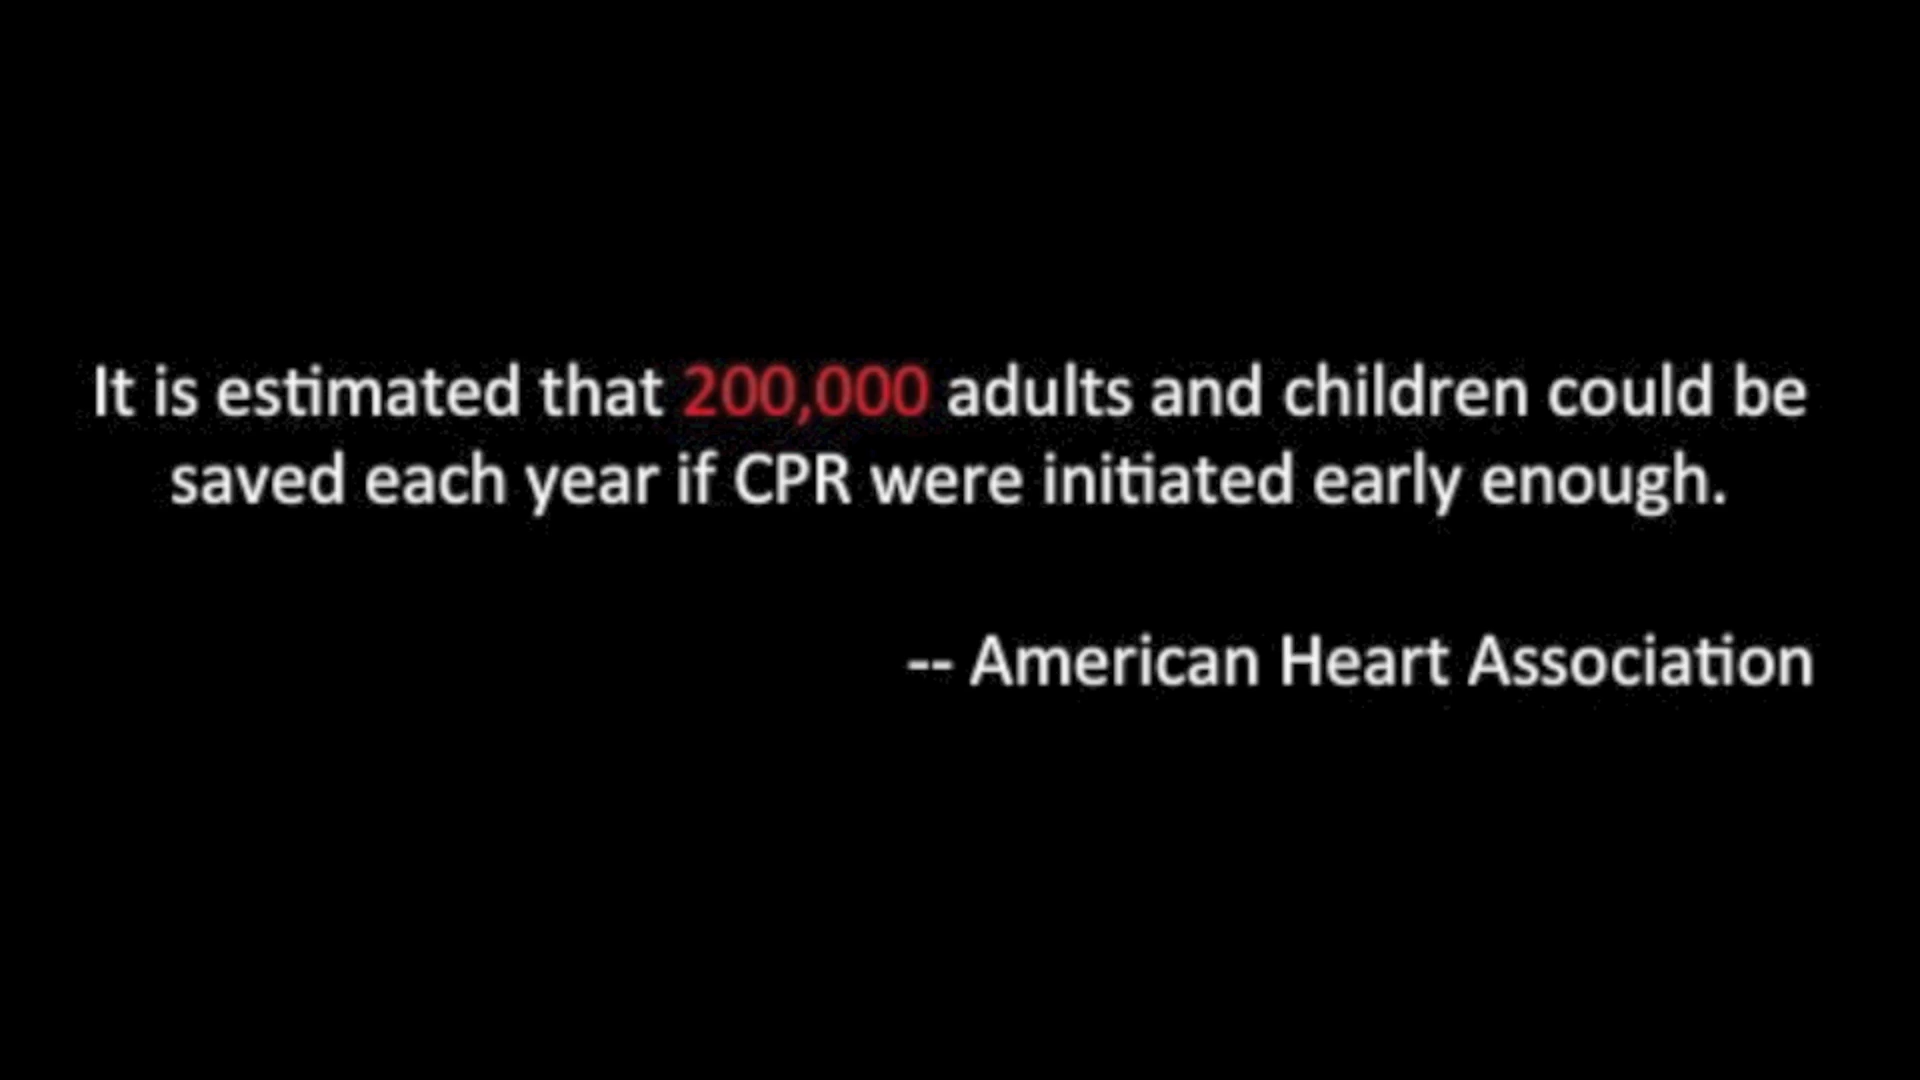 It is estimated that 200,000 adults and children could be
saved each year if CPR were initiated early enough.
-- American Heart Association